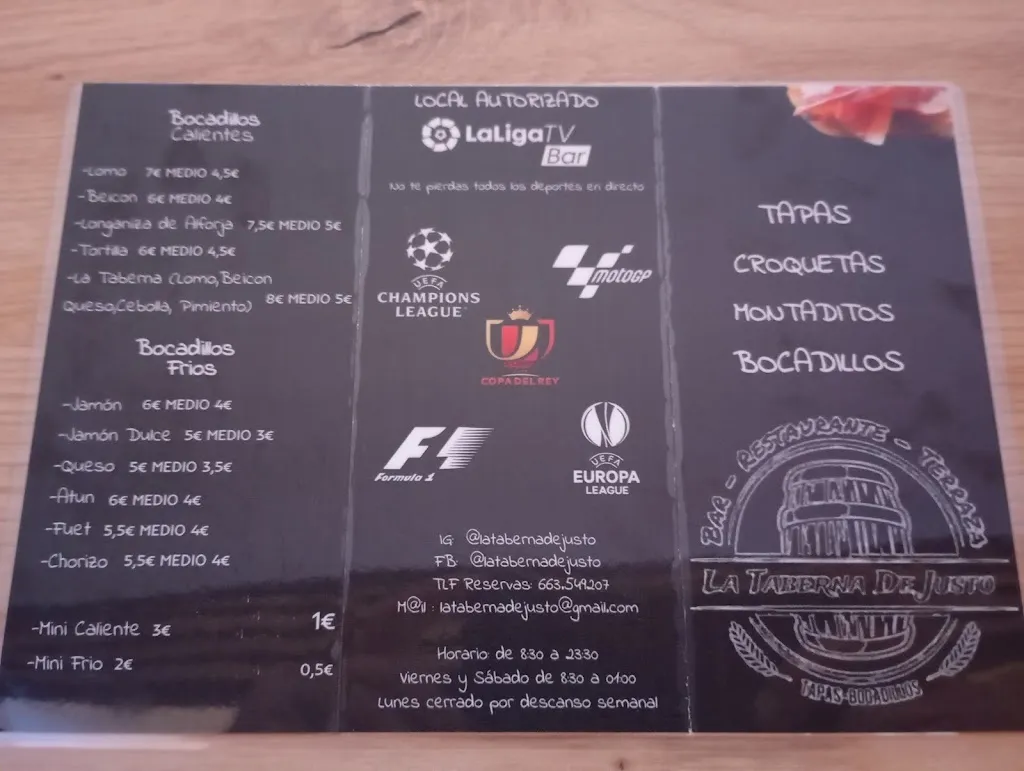 Bocadillos
Calientes
-Lomo 7€ MEDIO 4,5€
-Beicon 6€ MEDIO 4€
-Longaniza de Alforja 7,5€ MEDIO 5€
-Tortilla 6€ MEDIO 4,5€
-La Taberna (Lomo, Beicon
Queso, Cebolla, Pimiento) 8€ MEDIO 5€
Bocadillos
Frios
-Jamón 6€ MEDIO 4€
-Jamón Dulce 5€ MEDIO 3€
-Queso 5€ MEDIO 3,5€
-Atun 6€ MEDIO 4€
-Fuet 5,5€ MEDIO 4€
-Chorizo 5,5€ MEDIO 4€
-Mini Caliente 3€ 1€
-Mini Frio 2€ 0,5€
LOCAL AUTORIZADO
LaLigaTV
Bar
No te pierdas todos los deportes en directo
UEFA
CHAMPIONS
LEAGUE
MotoGP
COPA DEL REY
F1
Formula 1
UEFA
EUROPA
LEAGUE
IG: @latabernadejusto
FB: @latabernadejusto
TLF Reservas: 663.549.207
M@il : latabernadejusto@gmail.com
Horario: de 8:30 a 23:30
Viernes y Sábado de 8:30 a 01:00
Lunes cerrado por descanso semanal
TAPAS
CROQUETAS
MONTADITOS
BOCADILLOS
BAR - RESTAURANTE - TERRAZA
LA TABERNA DE JUSTO
TAPAS-BOCADILLOS